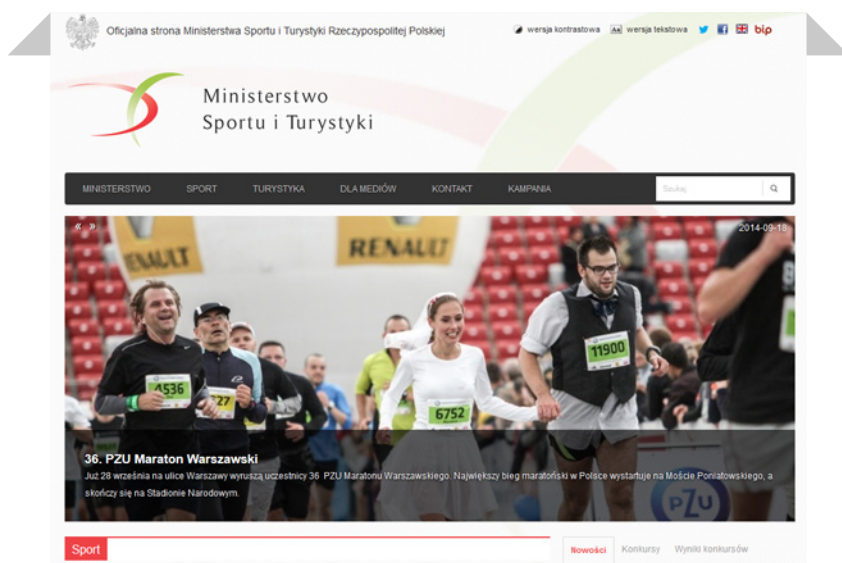 Oficjalna strona Ministerstwa Sportu i Turystyki Rzeczypospolitej Polskiej
wersja kontrastowa Aa wersja tekstowa bip
Ministerstwo
Sportu i Turystyki
MINISTERSTWO SPORT TURYSTYKA DLA MEDIÓW KONTAKT KAMPANIA Szukaj
« » 2014-09-18
RENAULT RENAULT
11900
4536
627
6752
36. PZU Maraton Warszawski
Już 28 września na ulice Warszawy wyruszą uczestnicy 36 PZU Maratonu Warszawskiego. Największy bieg maratoński w Polsce wystartuje na Moście Poniatowskiego, a
skończy się na Stadionie Narodowym.
PZU
Sport
Nowości Konkursy Wyniki konkursów